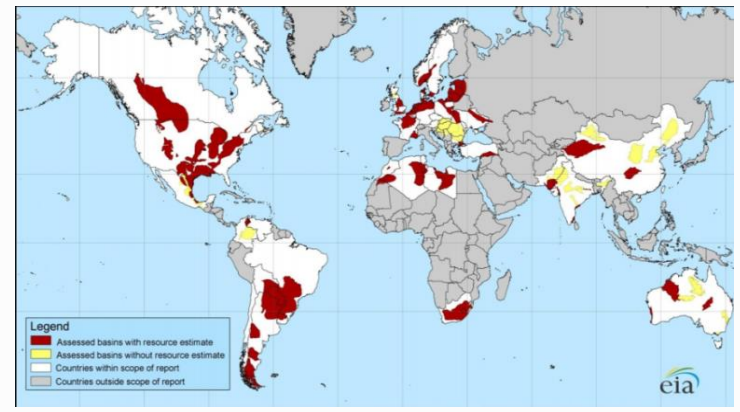 Legend
Assessed basins with resource estimate
Assessed basins without resource estimate
Countries within scope of report
Countries outside scope of report
eia